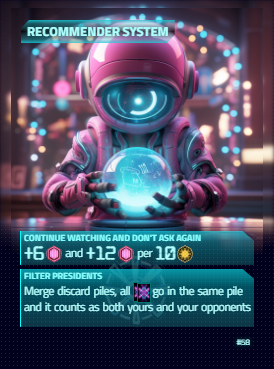 RECOMMENDER SYSTEM
CONTINUE WATCHING AND DON'T ASK AGAIN
+6 and +12 per 10
FILTER PRESIDENTS
Merge discard piles, all go in the same pile
and it counts as both yours and your opponents
#58